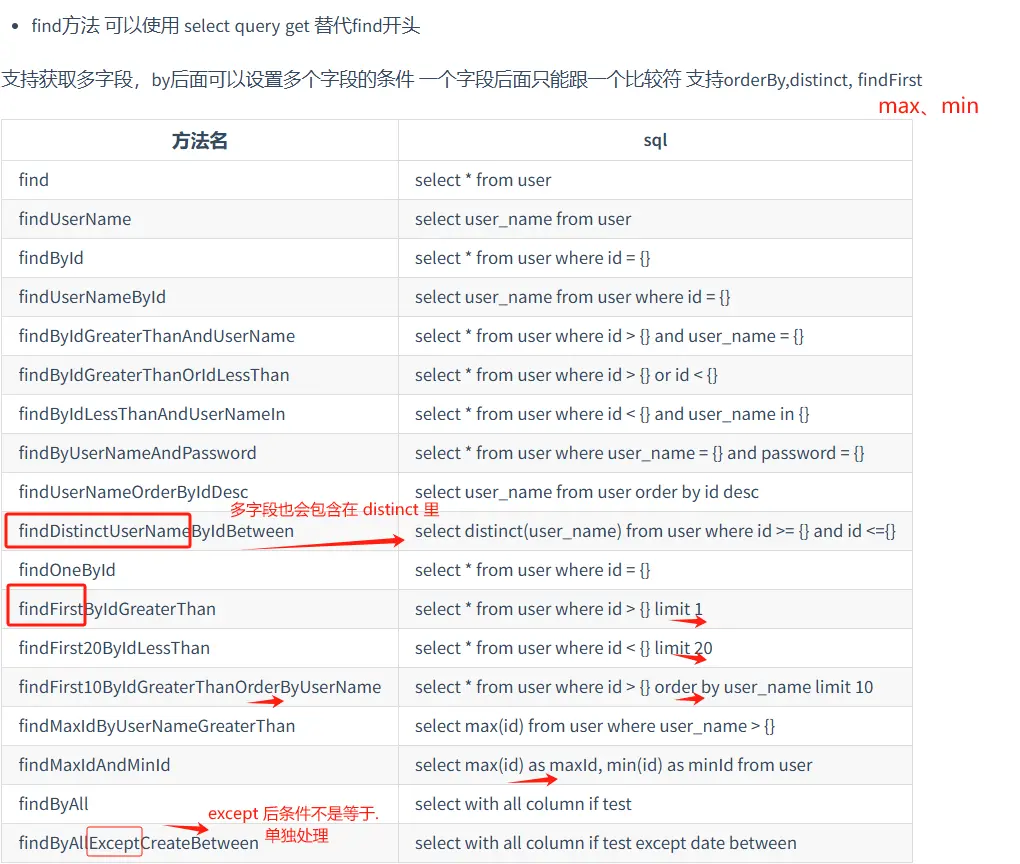 find方法 可以使用 select query get 替代find开头
支持获取多字段，by后面可以设置多个字段的条件 一个字段后面只能跟一个比较符 支持orderBy,distinct, findFirst
max、min
方法名 sql
find select * from user
findUserName select user_name from user
findById select * from user where id = {}
findUserNameById select user_name from user where id = {}
findByIdGreaterThanAndUserName select * from user where id > {} and user_name = {}
findByIdGreaterThanOrIdLessThan select * from user where id > {} or id < {}
findByIdLessThanAndUserNameIn select * from user where id < {} and user_name in {}
findByUserNameAndPassword select * from user where user_name = {} and password = {}
findUserNameOrderByIdDesc select user_name from user order by id desc
多字段也会包含在 distinct 里
findDistinctUserNameByIdBetween select distinct(user_name) from user where id >= {} and id <={}
findOneById select * from user where id = {}
findFirstByIdGreaterThan select * from user where id > {} limit 1
findFirst20ByIdLessThan select * from user where id < {} limit 20
findFirst10ByIdGreaterThanOrderByUserName select * from user where id > {} order by user_name limit 10
findMaxIdByUserNameGreaterThan select max(id) from user where user_name > {}
findMaxIdAndMinId select max(id) as maxId, min(id) as minId from user
findByAll select with all column if test
except 后条件不是等于.
单独处理
findByAllExceptCreateBetween select with all column if test except date between